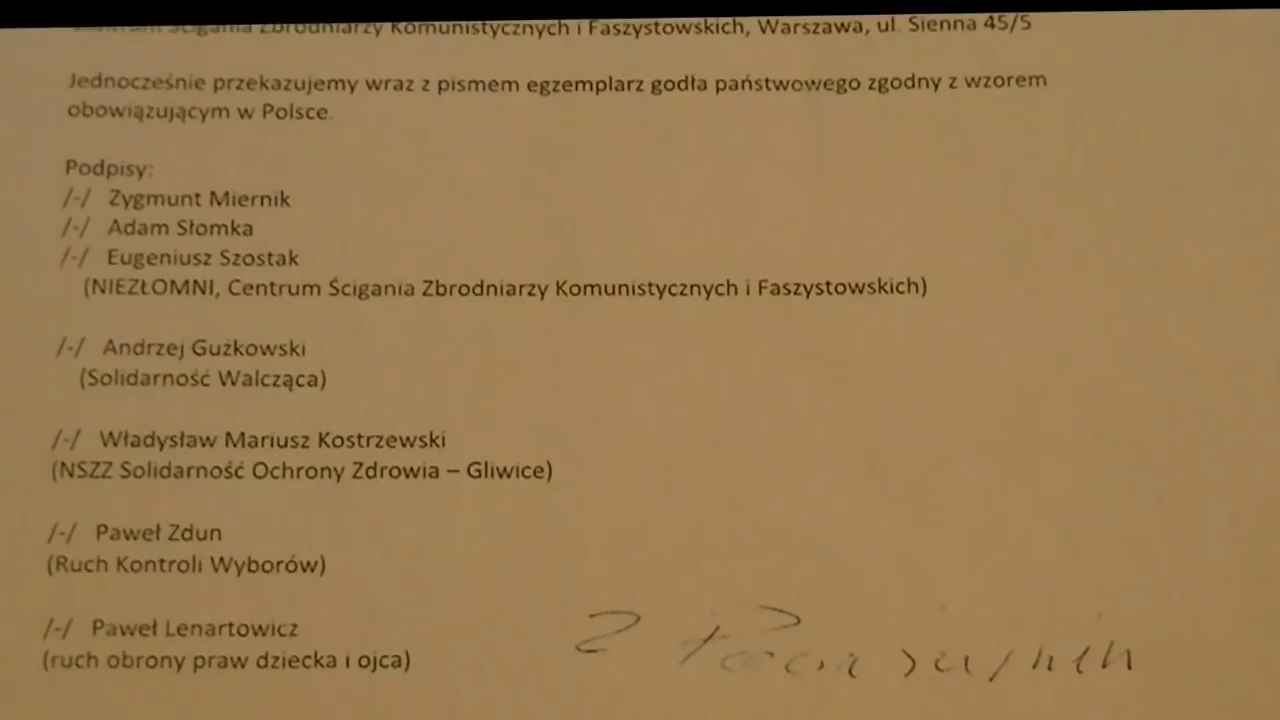 Centrum Ścigania Zbrodniarzy Komunistycznych i Faszystowskich, Warszawa, ul. Sienna 45/5
Jednocześnie przekazujemy wraz z pismem egzemplarz godła państwowego zgodny z wzorem
obowiązującym w Polsce.
Podpisy:
/-/ Zygmunt Miernik
/-/ Adam Słomka
/-/ Eugeniusz Szostak
(NIEZŁOMNI, Centrum Ścigania Zbrodniarzy Komunistycznych i Faszystowskich)
/-/ Andrzej Gużkowski
(Solidarność Walcząca)
/-/ Władysław Mariusz Kostrzewski
(NSZZ Solidarność Ochrony Zdrowia – Gliwice)
/-/ Paweł Zdun
(Ruch Kontroli Wyborów)
/-/ Paweł Lenartowicz
(ruch obrony praw dziecka i ojca)